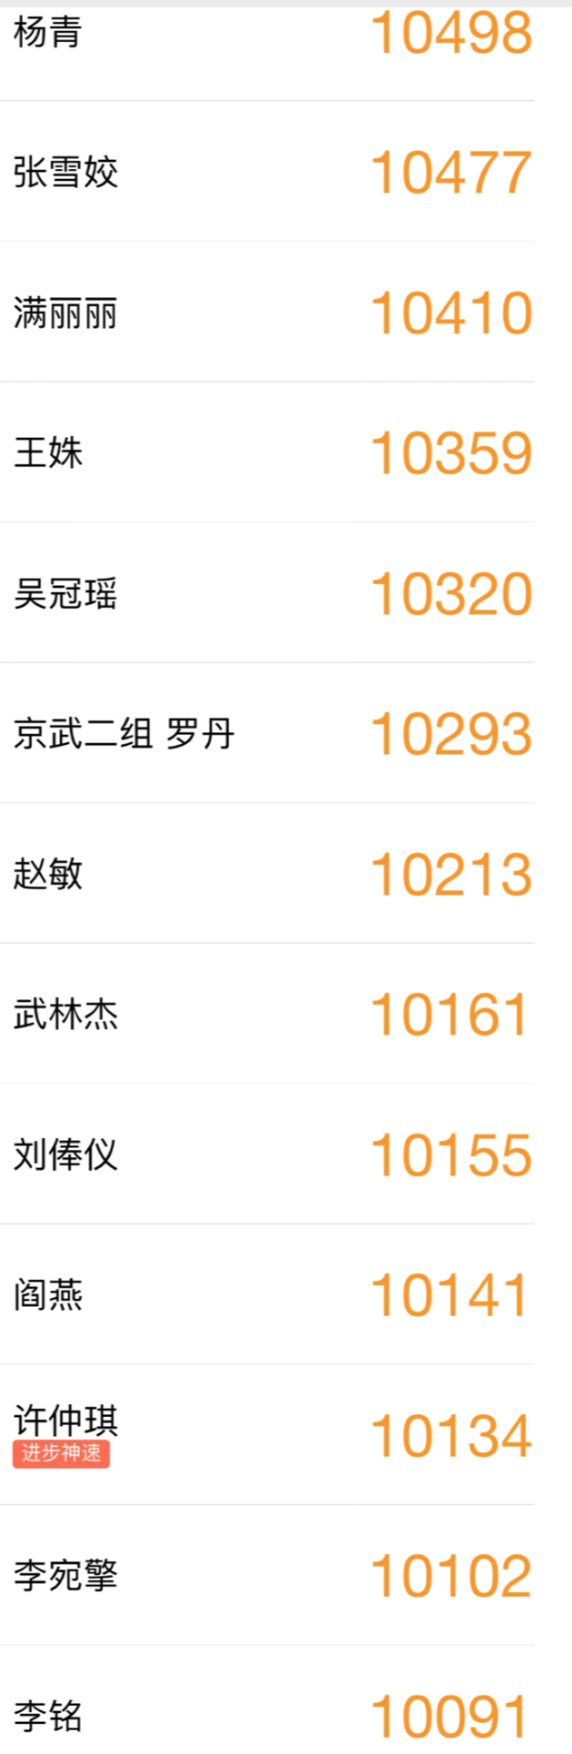 杨青 10498
张雪姣 10477
满丽丽 10410
王姝 10359
吴冠瑶 10320
京武二组 罗丹 10293
赵敏 10213
武林杰 10161
刘俸仪 10155
阎燕 10141
许仲琪 10134
进步神速
李宛擎 10102
李铭 10091